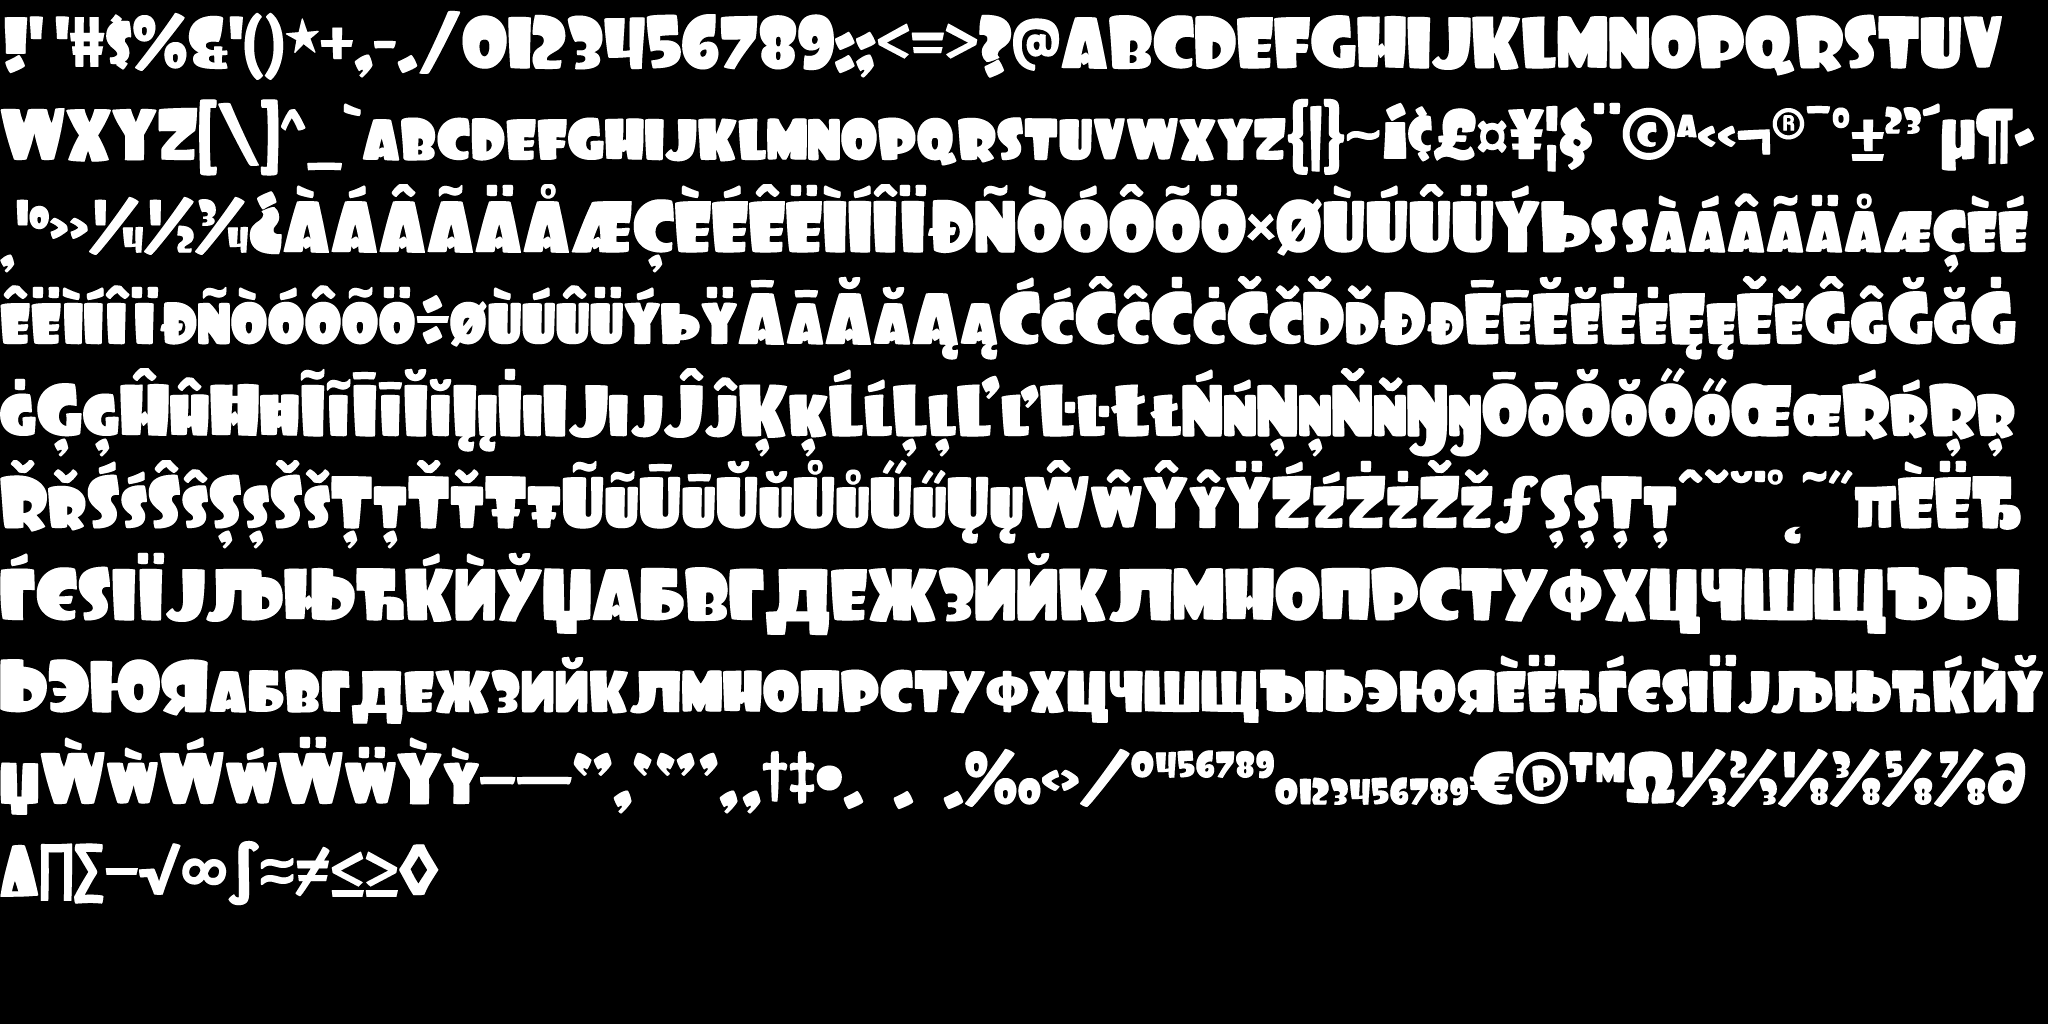 !"#$%&'()*+,-./0123456789:;<=>?@ABCDEFGHIJKLMNOPQRSTUV
WXYZ[\]^_`abcdefghijklmnopqrstuvwxyz{|}~¡¢£¤¥¦§¨©ª«¬®¯°±²³´µ¶·
¸¹º»¼½¾¿ÀÁÂÃÄÅÆÇÈÉÊËÌÍÎÏÐÑÒÓÔÕÖ×ØÙÚÛÜÝÞßàáâãäåæçèé
êëìíîïðñòóôõö÷øùúûüýþÿĀāĂăĄąĆćĈĉĊċČčĎďĐđĒēĔĕĖėĘęĚěĜĝĞğĠ
ġĢģĤĥĦħĨĩĪīĬĭĮįİıIJijĴĵĶķĹĺĻļĽľĿŀŁłŃńŅņŇňŊŋŌōŎŏŐőŒœŔŕŖŗ
ŘřŚśŜŝŞşŠšŢţŤťŦŧŨũŪūŬŭŮůŰűŲųŴŵŶŷŸŹźŻżŽžƒȘșȚțˆˇ˘˙˚˛˜˝πЀЁЂ
ЃЄЅІЇЈЉЊЋЌЍЎЏАБВГДЕЖЗИЙКЛМНОПРСТУФХЦЧШЩЪЫ
ЬЭЮЯабвгдежзийклмнопрстуфхцчшщъыьэюяѐёђѓєѕіїјљњћќѝў
џẀẁẂẃẄẅỲỳ–—‘’‚‛“”„†‡•․‥…‰‹›⁄⁰⁴⁵⁶⁷⁸⁹₀₁₂₃₄₅₆₇₈₉€℗™Ω⅓⅔⅛⅜⅝⅞∂
∆∏∑−√∞∫≈≠≤≥◊